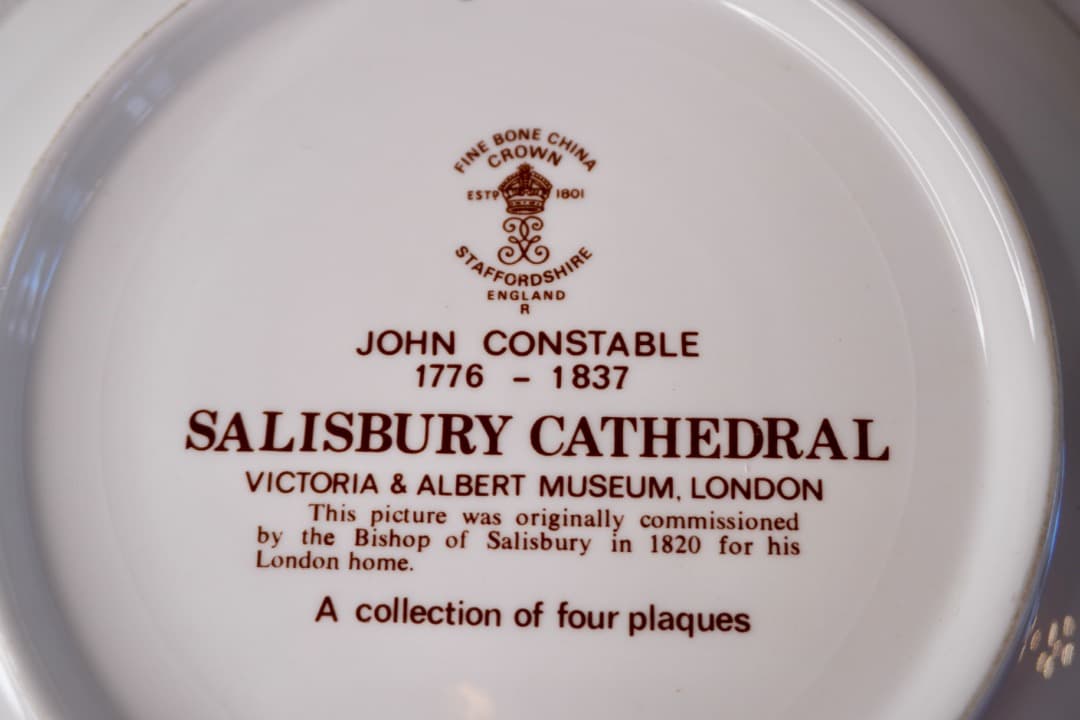 FINE BONE CHINA
CROWN
ESTD 1801
STAFFORDSHIRE
ENGLAND
R
JOHN CONSTABLE
1776 – 1837
SALISBURY CATHEDRAL
VICTORIA & ALBERT MUSEUM, LONDON
This picture was originally commissioned
by the Bishop of Salisbury in 1820 for his
London home.
A collection of four plaques